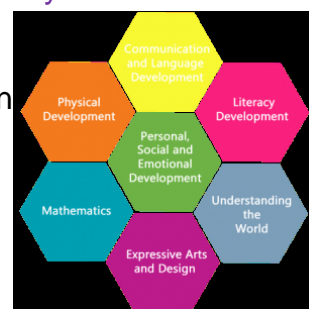 y
m
Communication
and Language
Development
Physical
Development
Literacy
Development
Personal,
Social and
Emotional
Development
Mathematics
Understanding
the
World
Expressive Arts
and Design